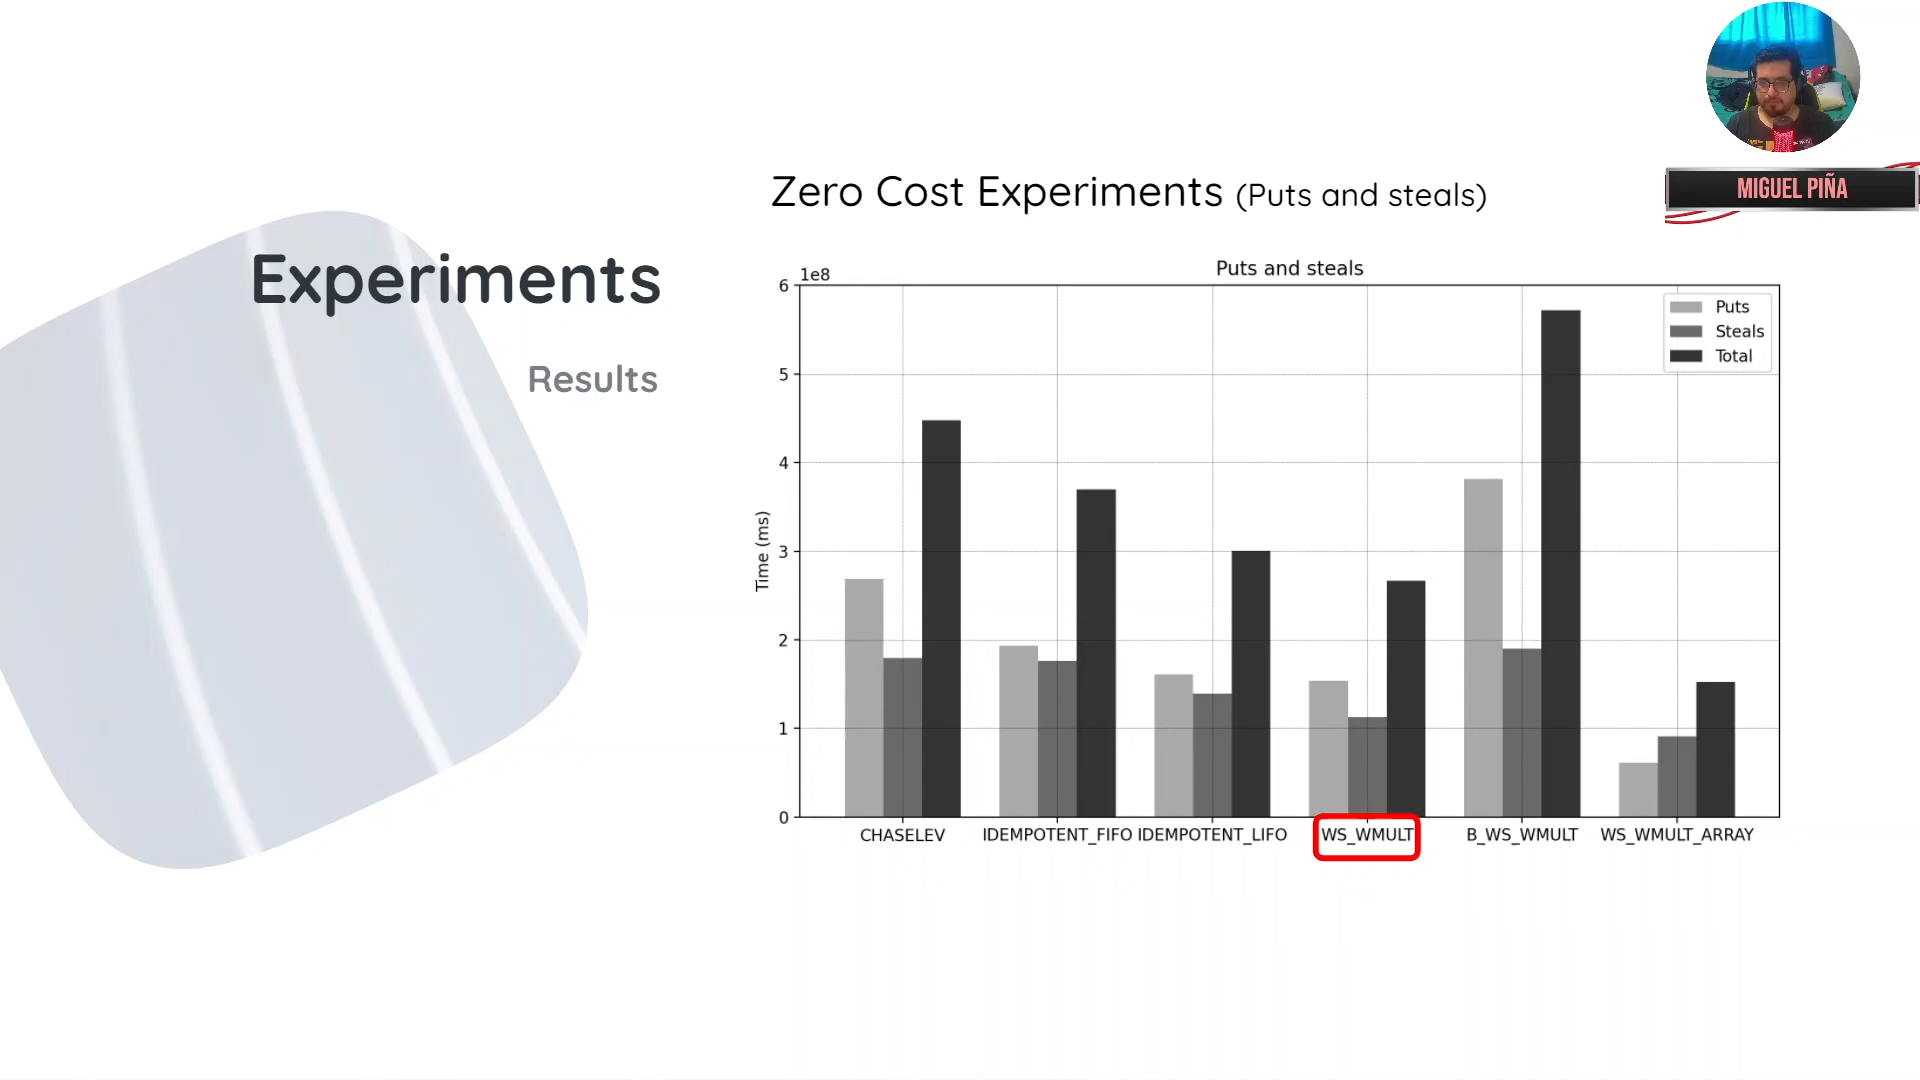 MIGUEL PIÑA
Zero Cost Experiments (Puts and steals)
Experiments
Results
Puts and steals
1e8
6
5
4
3
2
1
0
Time (ms)
Puts
Steals
Total
CHASELEV IDEMPOTENT_FIFO IDEMPOTENT_LIFO WS_WMULT B_WS_WMULT WS_WMULT_ARRAY